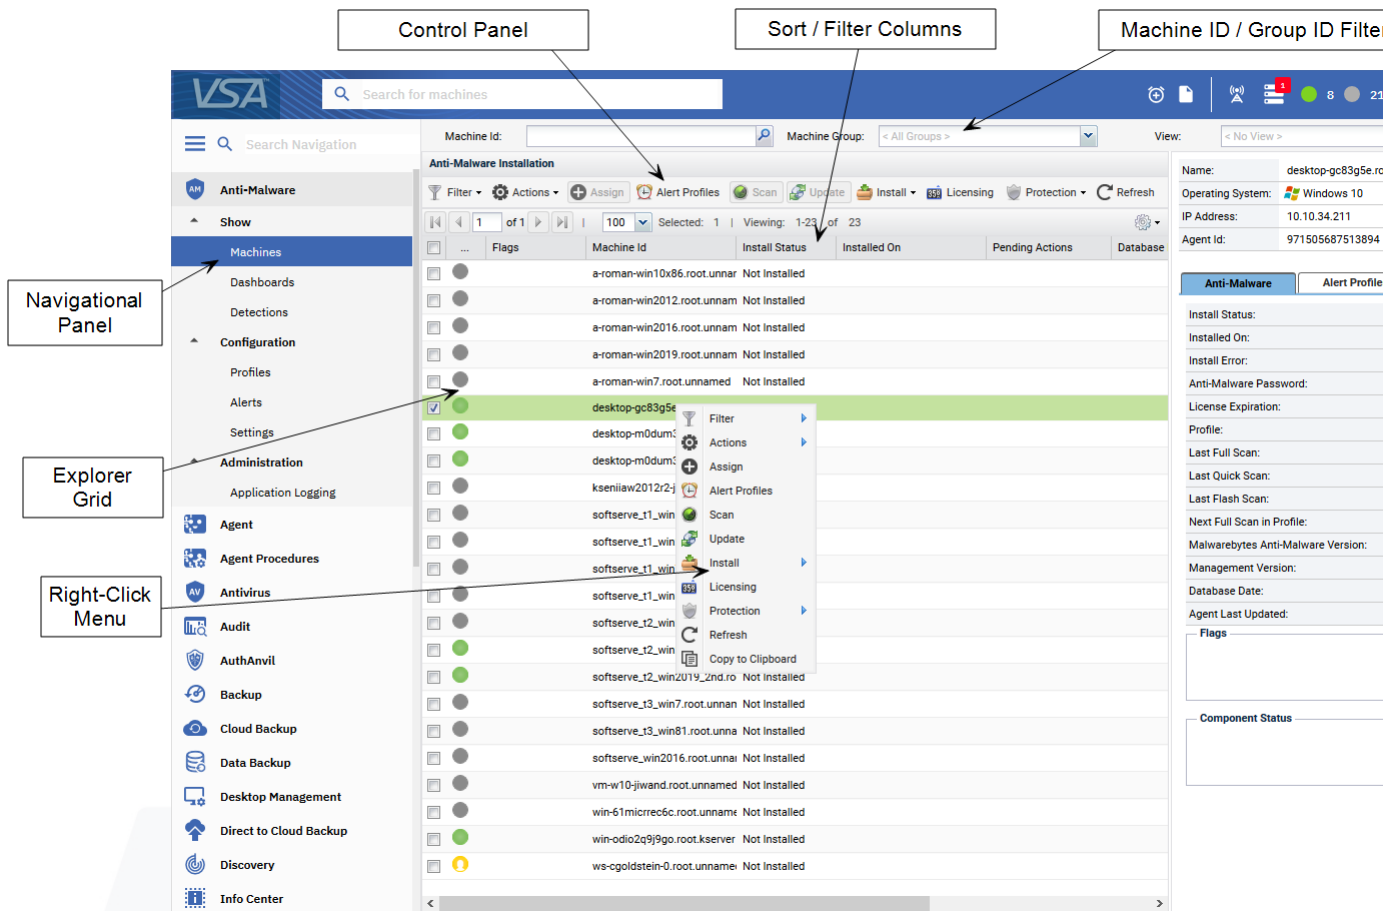 Control Panel
Sort / Filter Columns
Machine ID / Group ID Filter
VSA
Search for machines
1
8
21
Search Navigation
Machine Id:
Machine Group:
< All Groups >
View:
< No View >
Anti-Malware
Show
Machines
Dashboards
Detections
Configuration
Profiles
Alerts
Settings
Administration
Application Logging
Agent
Agent Procedures
Antivirus
Audit
AuthAnvil
Backup
Cloud Backup
Data Backup
Desktop Management
Direct to Cloud Backup
Discovery
Info Center
Navigational
Panel
Explorer
Grid
Right-Click
Menu
Anti-Malware Installation
Filter Actions Assign Alert Profiles Scan Update Install Licensing Protection Refresh
1 of 1 | 100 Selected: 1 | Viewing: 1-23 of 23
... Flags Machine Id Install Status Installed On Pending Actions Database
a-roman-win10x86.root.unnar Not Installed
a-roman-win2012.root.unnam Not Installed
a-roman-win2016.root.unnam Not Installed
a-roman-win2019.root.unnam Not Installed
a-roman-win7.root.unnamed Not Installed
desktop-gc83g5e
desktop-m0dum3
desktop-m0dum3
kseniiaw2012r2-j
softserve_t1_win
softserve_t1_win
softserve_t1_win
softserve_t1_win
softserve_t2_win
softserve_t2_win
softserve_t2_win2019_2nd.ro Not Installed
softserve_t3_win7.root.unnan Not Installed
softserve_t3_win81.root.unna Not Installed
softserve_win2016.root.unnai Not Installed
vm-w10-jiwand.root.unnamed Not Installed
win-61micrrec6c.root.unname Not Installed
win-odio2q9j9go.root.kserver Not Installed
ws-cgoldstein-0.root.unname Not Installed
Filter
Actions
Assign
Alert Profiles
Scan
Update
Install
Licensing
Protection
Refresh
Copy to Clipboard
Name: desktop-gc83g5e.ro
Operating System: Windows 10
IP Address: 10.10.34.211
Agent Id: 971505687513894
Anti-Malware
Alert Profile
Install Status:
Installed On:
Install Error:
Anti-Malware Password:
License Expiration:
Profile:
Last Full Scan:
Last Quick Scan:
Last Flash Scan:
Next Full Scan in Profile:
Malwarebytes Anti-Malware Version:
Management Version:
Database Date:
Agent Last Updated:
Flags
Component Status